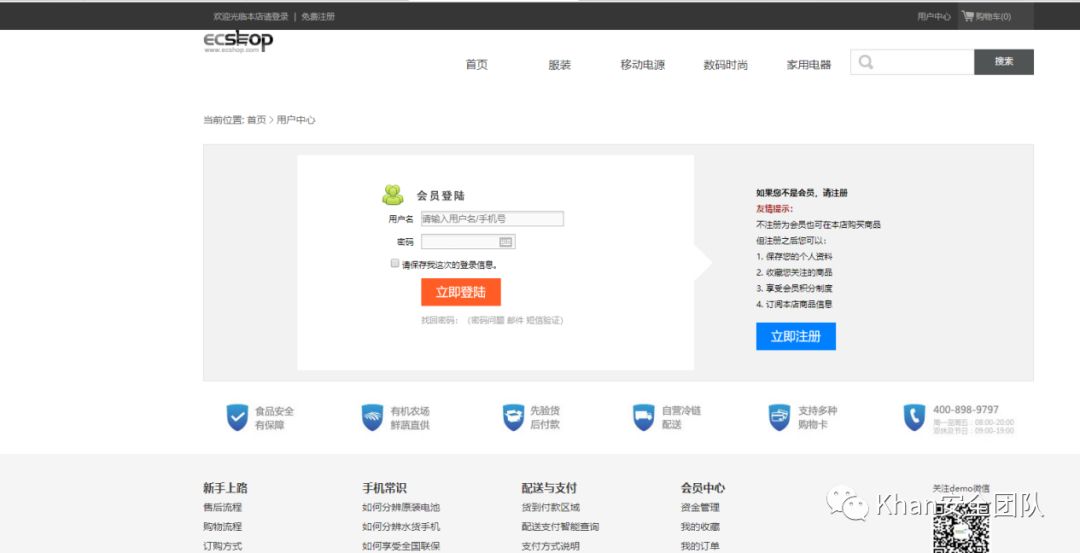 欢迎光临本店请登录 | 免费注册
用户中心 购物车(0)
ECSHOP
www.ecshop.com
首页 服装 移动电源 数码时尚 家用电器 搜索
当前位置: 首页 > 用户中心
会员登陆
用户名 请输入用户名/手机号
密码
请保存我这次的登录信息。
立即登陆
找回密码: (密码问题 邮件 短信验证)
如果您不是会员，请注册
友情提示:
不注册为会员也可在本店购买商品
但注册之后您可以:
1. 保存您的个人资料
2. 收藏您关注的商品
3. 享受会员积分制度
4. 订阅本店商品信息
立即注册
食品安全
有保障
有机农场
鲜蔬直供
先验货
后付款
自营冷链
配送
支持多种
购物卡
400-898-9797
周一至周五: 08:00-20:00
双休及节日: 09:00-19:00
新手上路
售后流程
购物流程
订购方式
手机常识
如何分辨原装电池
如何分辨水货手机
如何享受全国联保
配送与支付
货到付款区域
配送支付智能查询
支付方式说明
会员中心
资金管理
我的收藏
我的订单
关注demo微信
Khan安全团队